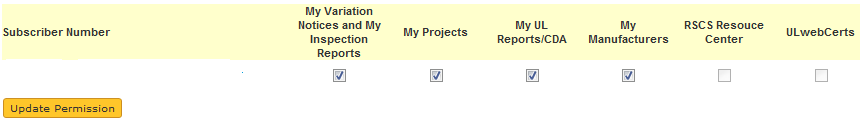 Subscriber Number
My Variation
Notices and My
Inspection
Reports
My Projects
My UL
Reports/CDA
My
Manufacturers
RSCS Resouce
Center
ULwebCerts
Update Permission